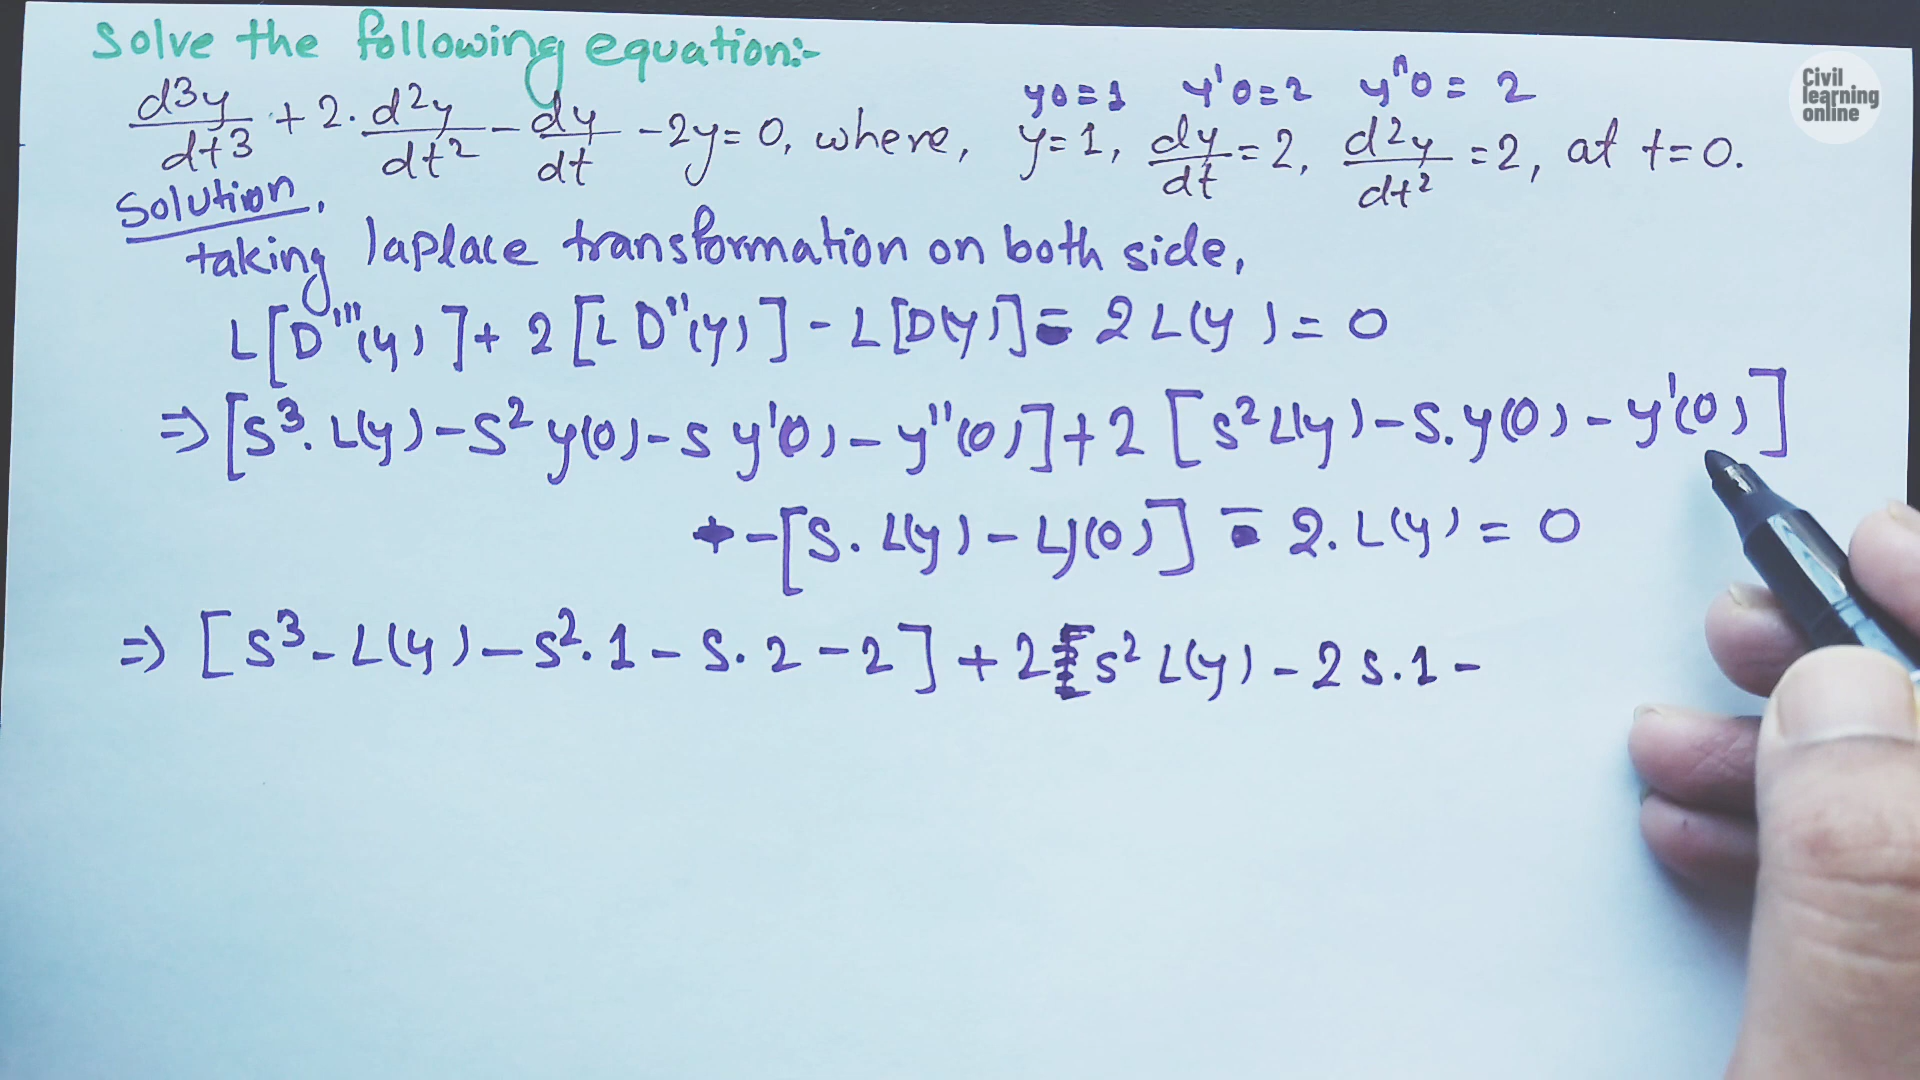 Solve the following equation:-
y0=1 y'0=2 y"0= 2
d3y/dt3 + 2. d2y/dt2 - dy/dt - 2y= 0, where, y=1, dy/dt = 2, d2y/dt2 = 2, at t=0.
Solution,
taking laplace transformation on both side,
L[D'''(y)] + 2[L D''(y)] - L[D(y)] - 2L(y) = 0
⇒ [S3. L(y) - S2 y(0) - S y'0) - y''(0)] + 2 [S2 L(y) - S. y(0) - y'(0)]
-[S. L(y) - y(0)] - 2. L(y) = 0
⇒ [S3 - L(y) - S2. 1 - S. 2 - 2] + 2 S2 L(y) - 2 S. 1 -
Civil
learning
online